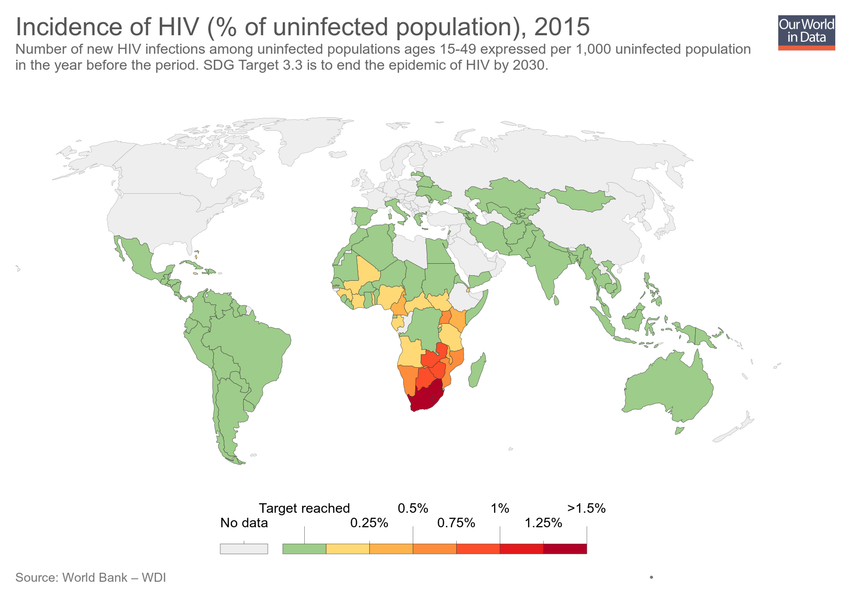 Incidence of HIV (% of uninfected population), 2015
Our World
in Data
Number of new HIV infections among uninfected populations ages 15-49 expressed per 1,000 uninfected population
in the year before the period. SDG Target 3.3 is to end the epidemic of HIV by 2030.
Target reached 0.5% 1% >1.5%
No data 0.25% 0.75% 1.25%
Source: World Bank – WDI